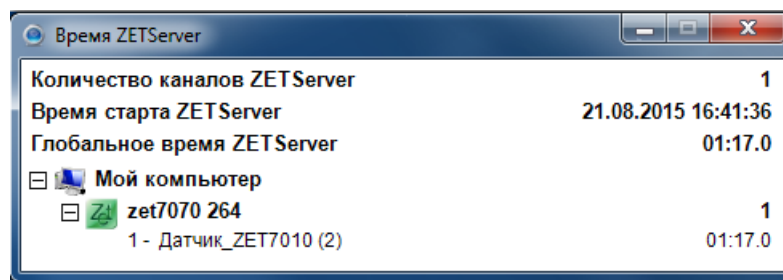 Время ZETServer
Количество каналов ZETServer 1
Время старта ZETServer 21.08.2015 16:41:36
Глобальное время ZETServer 01:17.0
Мой компьютер
zet7070 264 1
1 - Датчик_ZET7010 (2) 01:17.0